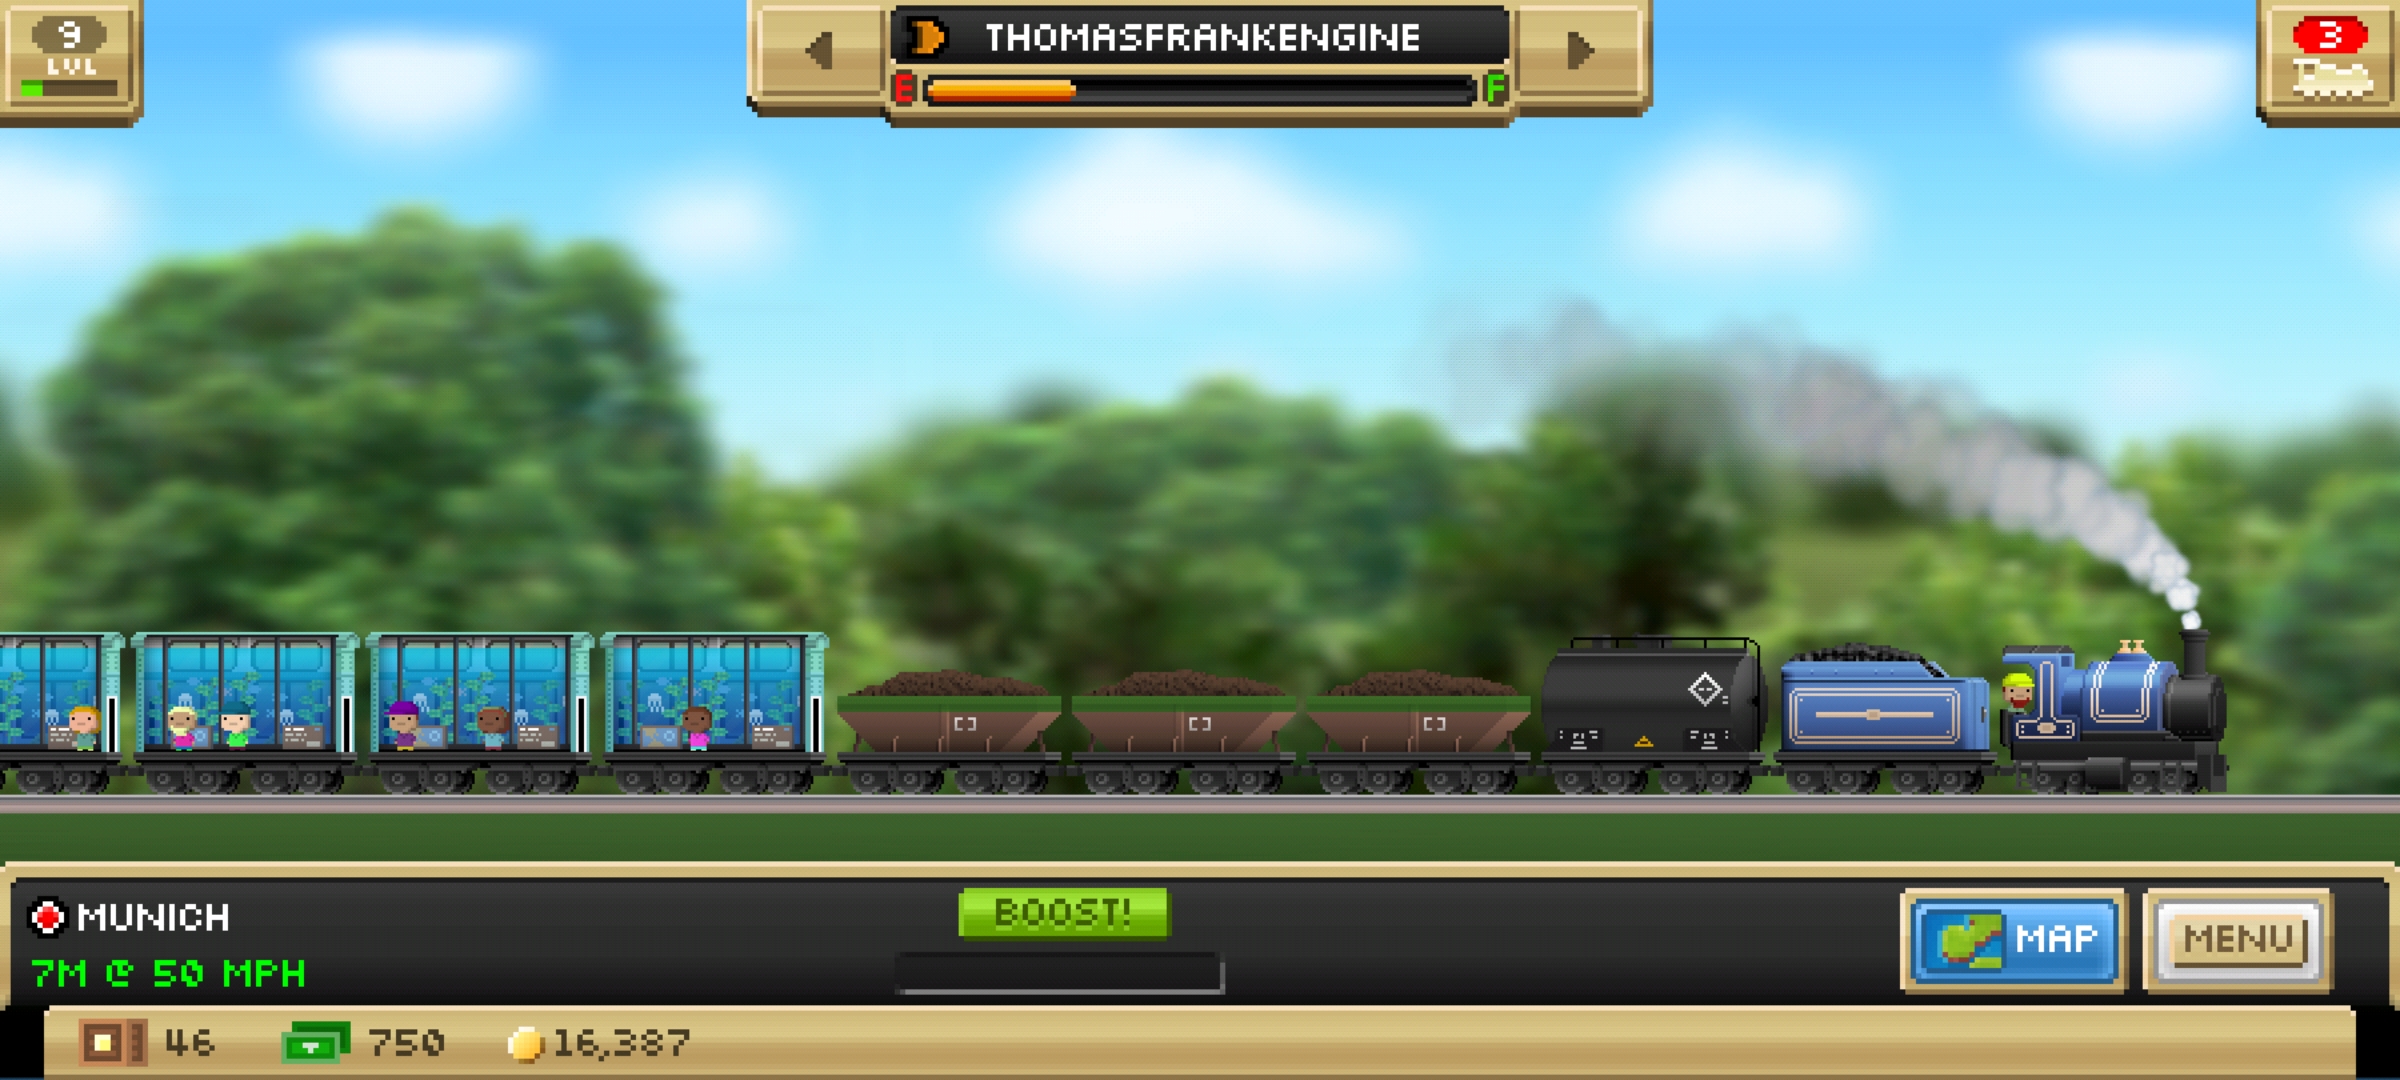 9
LVL
THOMASFRANKENGINE
E F
3
MUNICH
7M @ 50 MPH
BOOST!
MAP
MENU
46 750 16,387